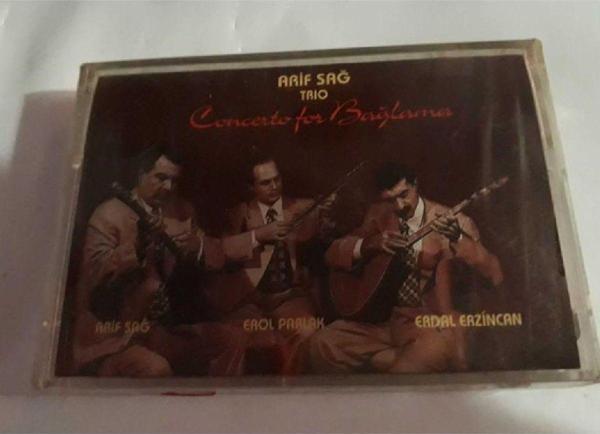 ARİF SAĞ
TRIO
Concerto for Bağlama
ARİF SAĞ EROL PARLAK ERDAL ERZİNCAN